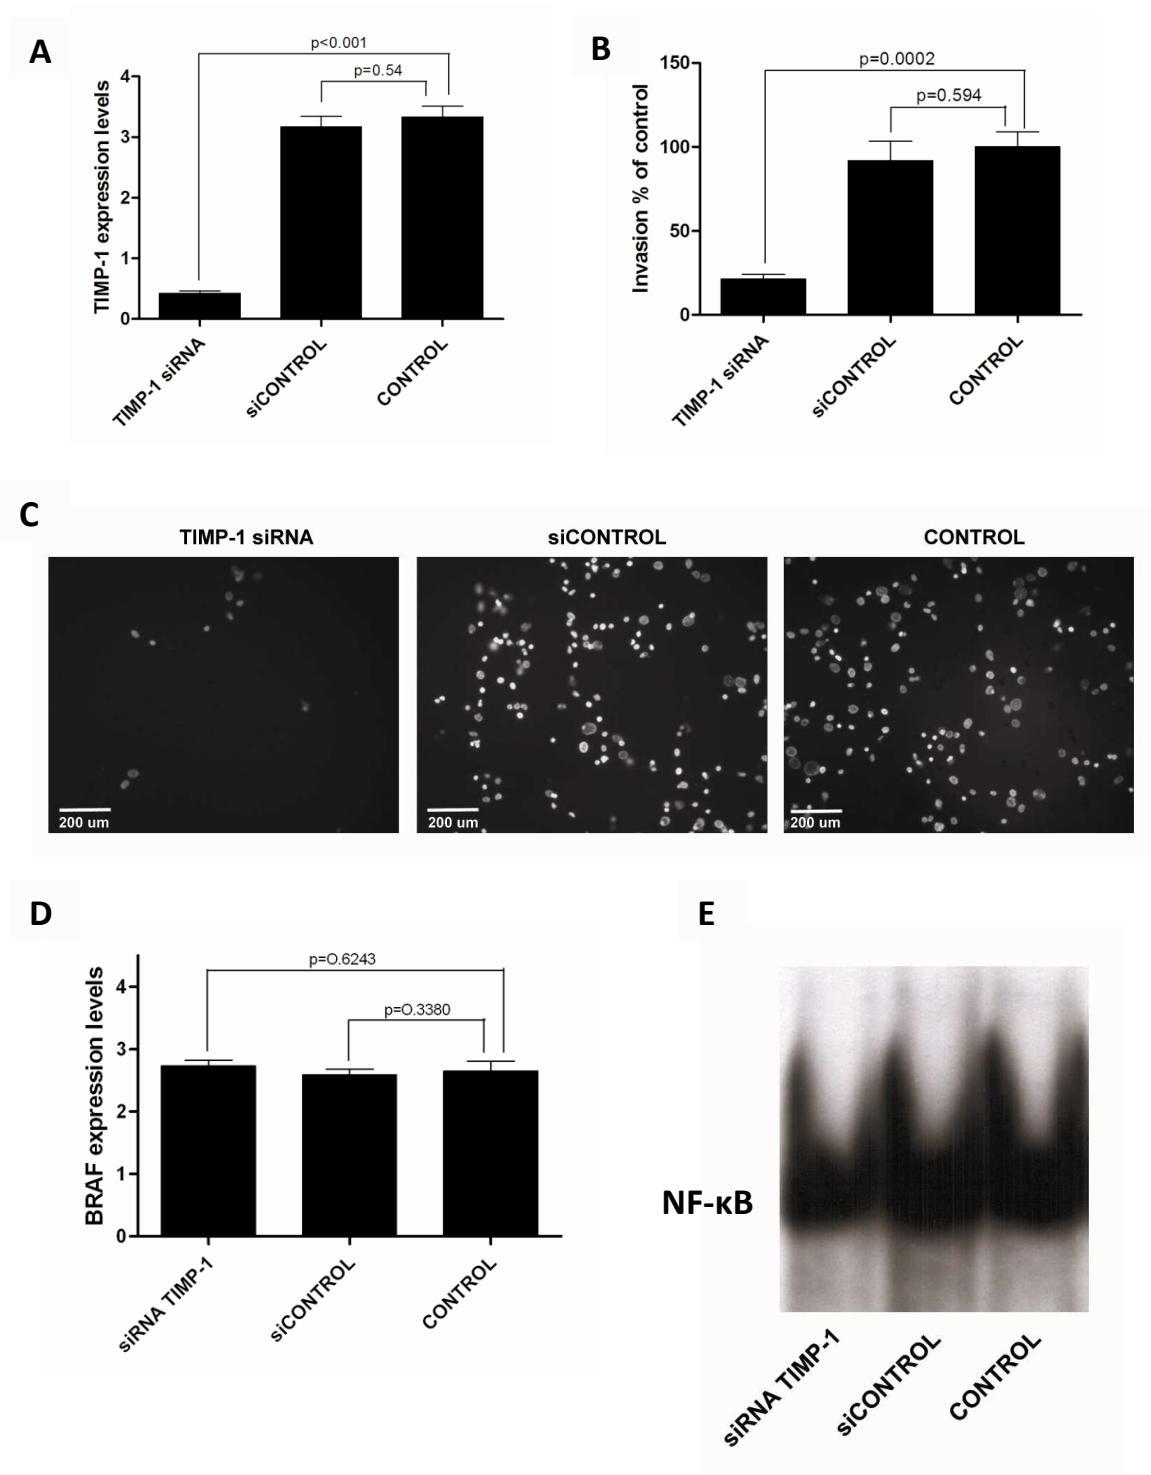 A
p<0.001
p=0.54
4
3
2
1
0
TIMP-1 expression levels
TIMP-1 siRNA
siCONTROL
CONTROL
B
p=0.0002
p=0.594
150
100
50
0
Invasion % of control
TIMP-1 siRNA
siCONTROL
CONTROL
C
TIMP-1 siRNA
siCONTROL
CONTROL
200 um
200 um
200 um
D
p=O.6243
p=O.3380
4
3
2
1
0
BRAF expression levels
siRNA TIMP-1
siCONTROL
CONTROL
E
NF-κB
siRNA TIMP-1
siCONTROL
CONTROL